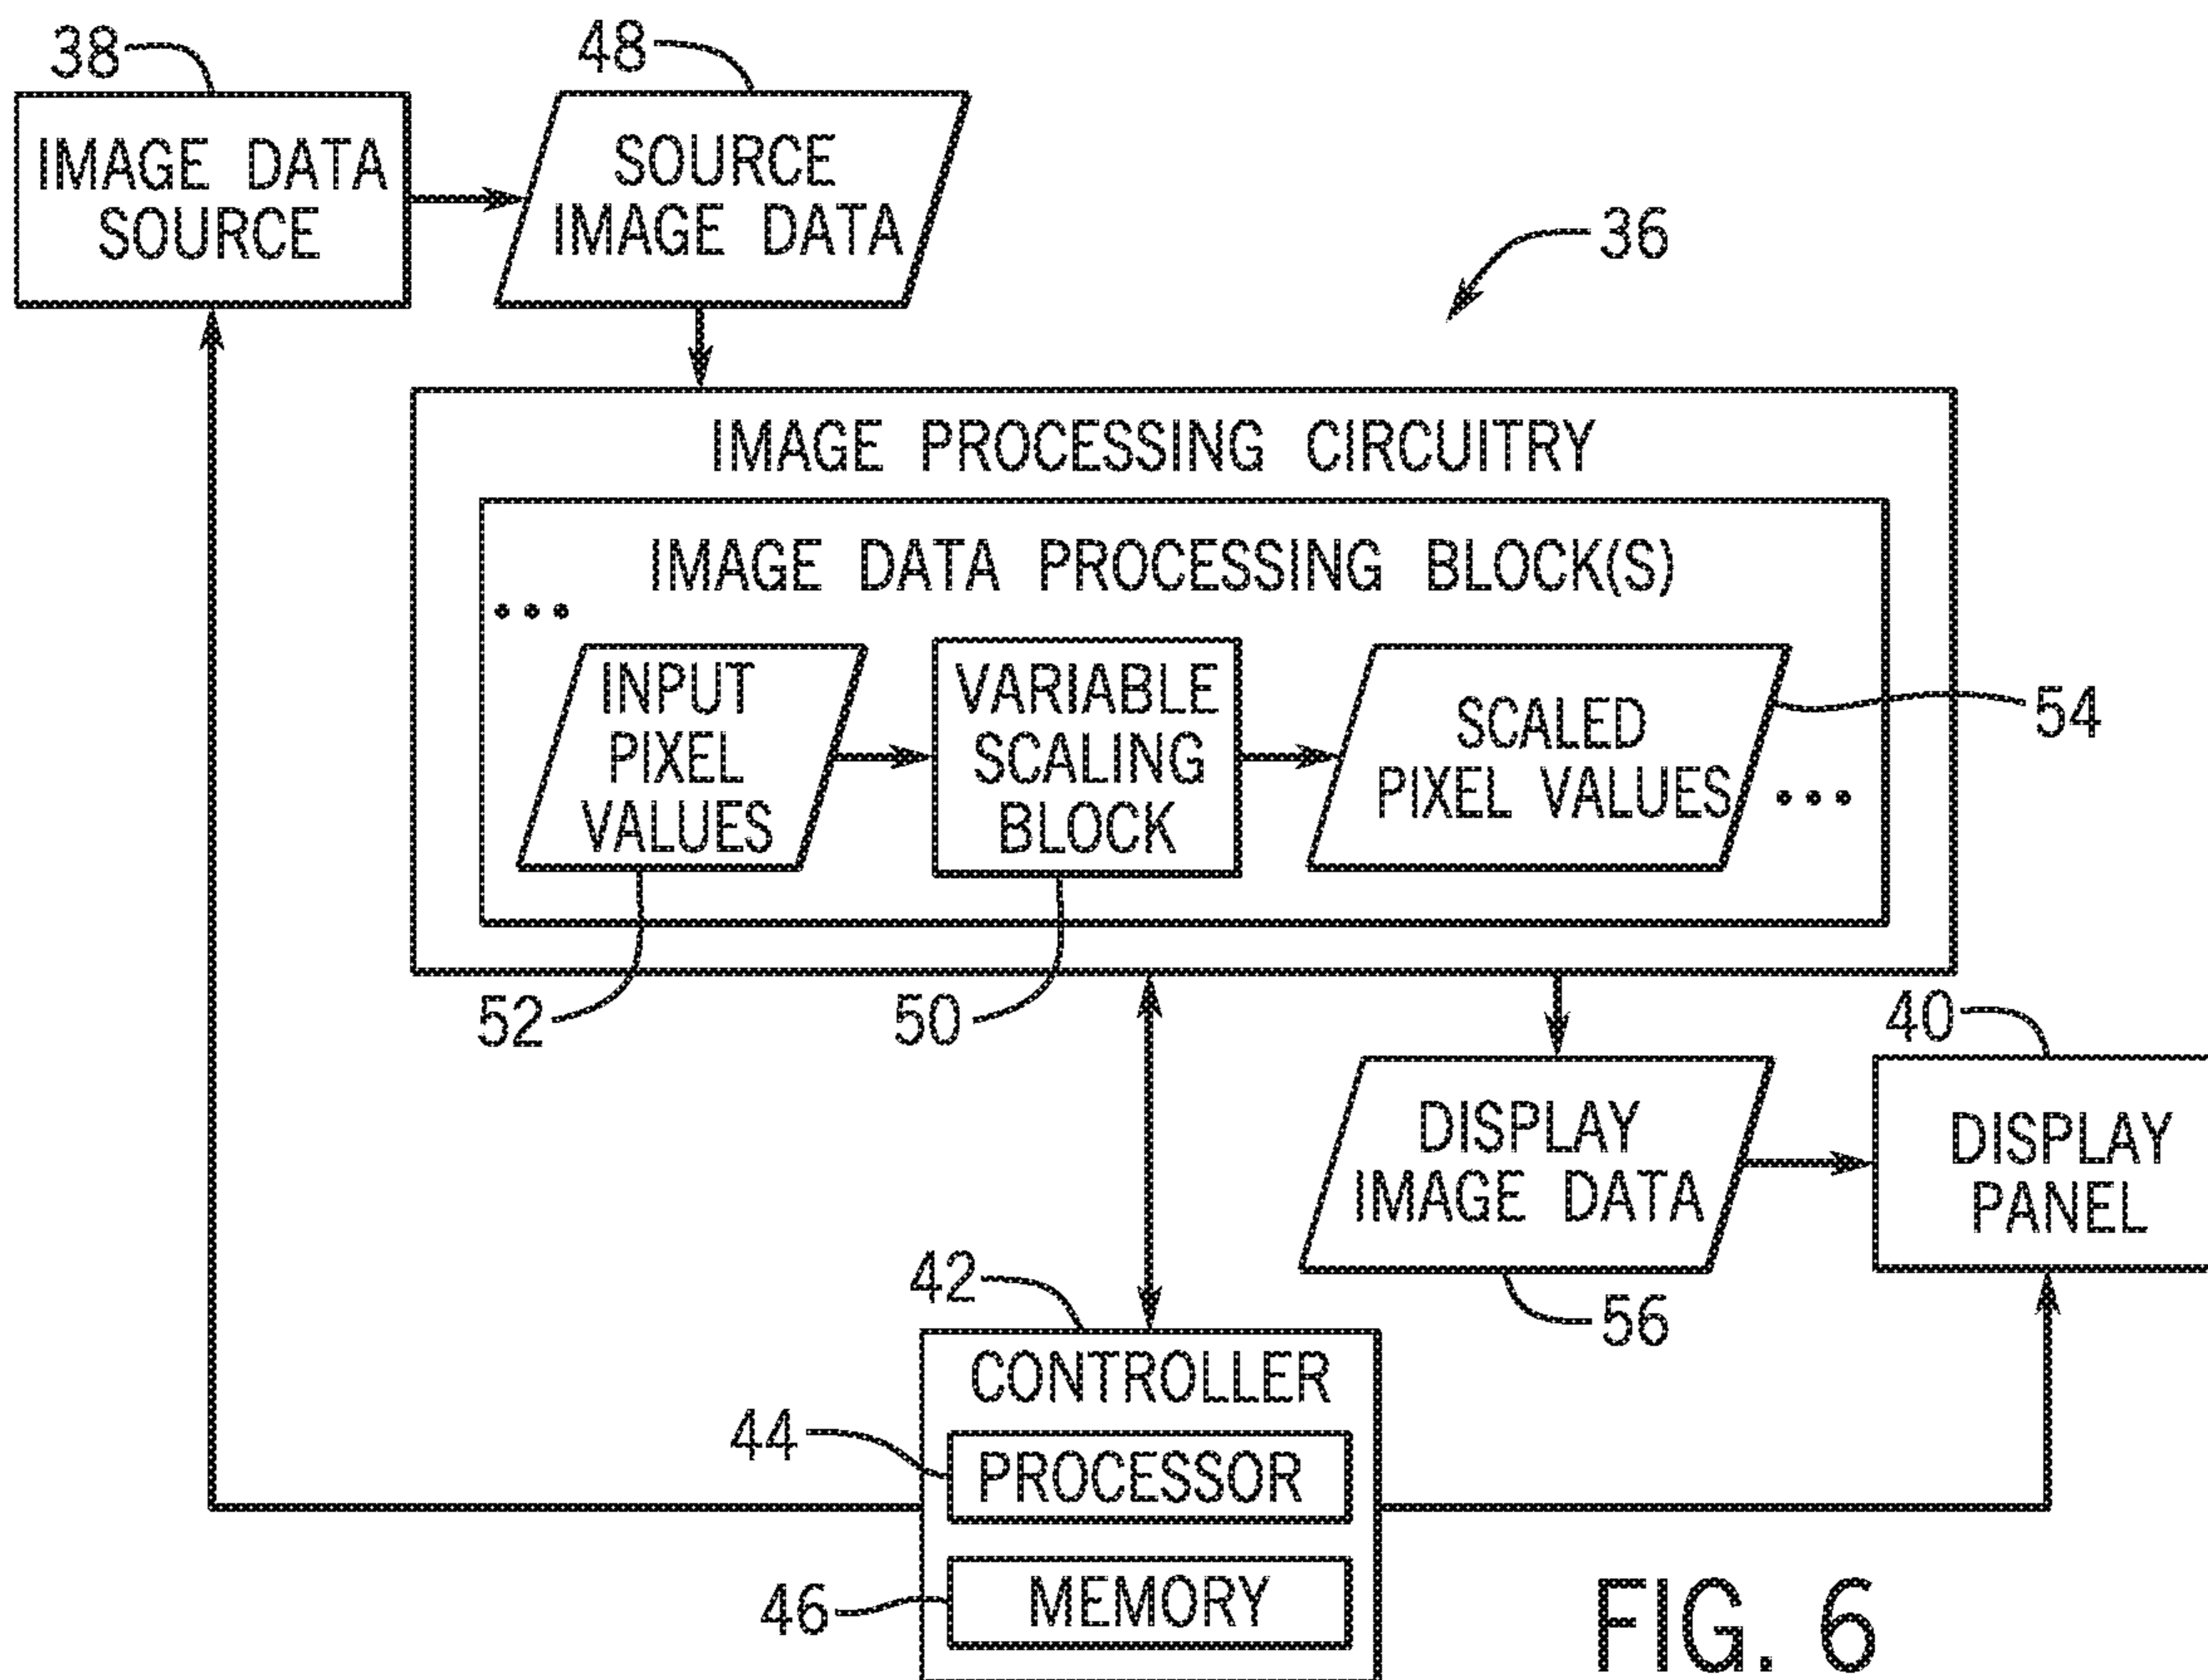 38
48
IMAGE DATA
SOURCE
SOURCE
IMAGE DATA
36
IMAGE PROCESSING CIRCUITRY
IMAGE DATA PROCESSING BLOCK(S)
...
INPUT
PIXEL
VALUES
VARIABLE
SCALING
BLOCK
SCALED
PIXEL VALUES
...
54
52
50
40
DISPLAY
IMAGE DATA
DISPLAY
PANEL
42
56
CONTROLLER
44
PROCESSOR
46
MEMORY
FIG. 6